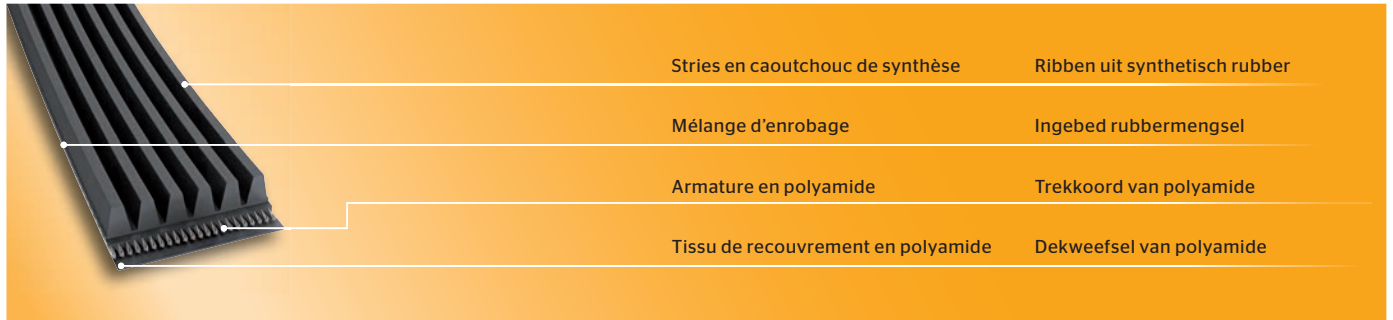 Stries en caoutchouc de synthèse Ribben uit synthetisch rubber
Mélange d'enrobage Ingebed rubbermengsel
Armature en polyamide Trekkoord van polyamide
Tissu de recouvrement en polyamide Dekweefsel van polyamide